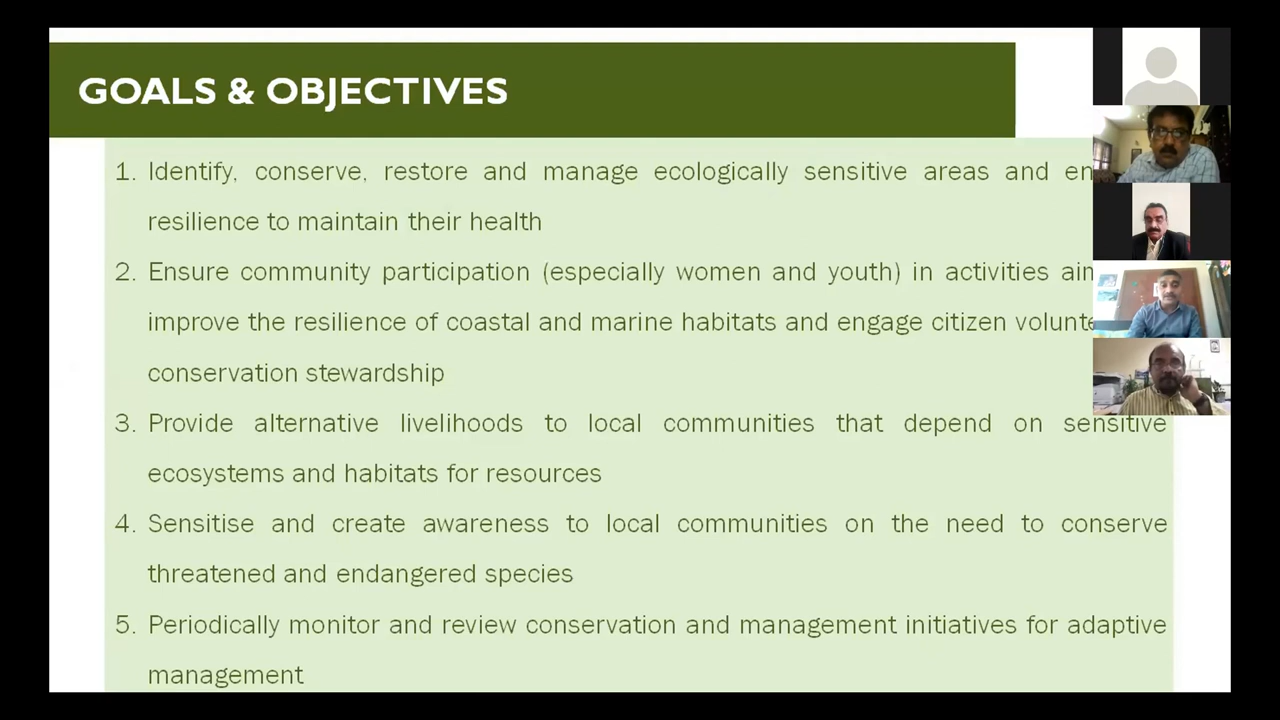 GOALS & OBJECTIVES
1. Identify, conserve, restore and manage ecologically sensitive areas and
resilience to maintain their health
2. Ensure community participation (especially women and youth) in activities
improve the resilience of coastal and marine habitats and engage citizen
conservation stewardship
3. Provide alternative livelihoods to local communities that depend on sensitive
ecosystems and habitats for resources
4. Sensitise and create awareness to local communities on the need to conserve
threatened and endangered species
5. Periodically monitor and review conservation and management initiatives for adaptive
management